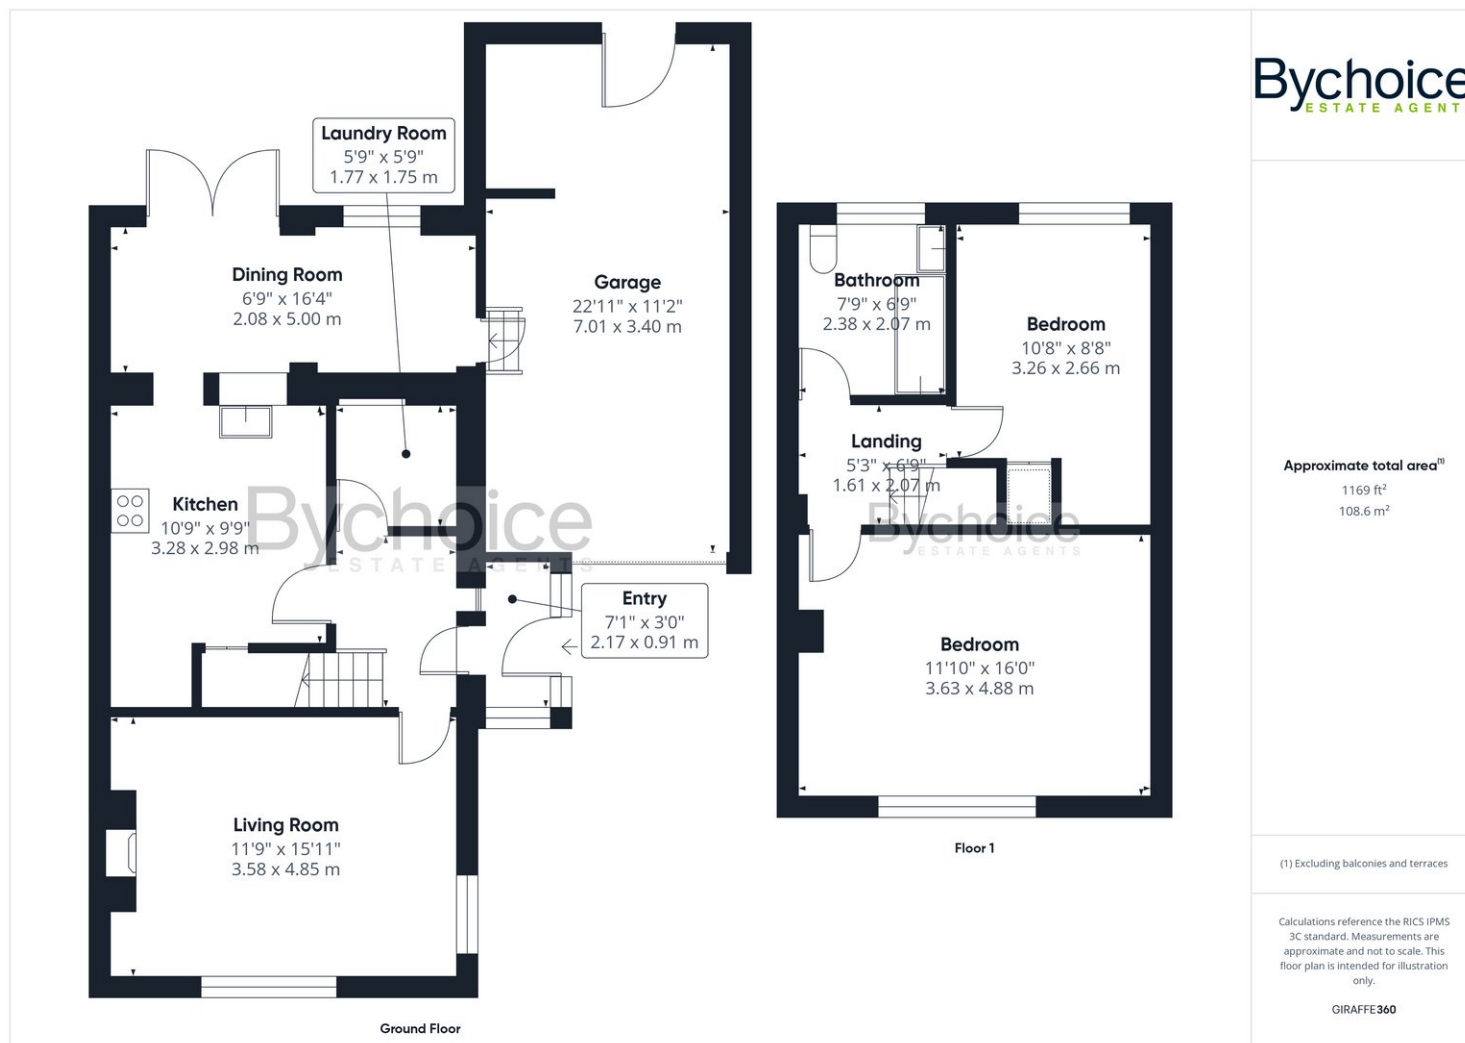 Laundry Room
5'9" x 5'9"
1.77 x 1.75 m
Dining Room
6'9" x 16'4"
2.08 x 5.00 m
Garage
22'11" x 11'2"
7.01 x 3.40 m
Kitchen
10'9" x 9'9"
3.28 x 2.98 m
Bychoice
ESTATE AGENTS
Entry
7'1" x 3'0"
2.17 x 0.91 m
Living Room
11'9" x 15'11"
3.58 x 4.85 m
Ground Floor
Bathroom
7'9" x 6'9"
2.38 x 2.07 m
Bedroom
10'8" x 8'8"
3.26 x 2.66 m
Landing
5'3" x 6'9"
1.61 x 2.07 m
Bychoice
ESTATE AGENTS
Bedroom
11'10" x 16'0"
3.63 x 4.88 m
Floor 1
Bychoice
ESTATE AGENT
Approximate total area(1)
1169 ft²
108.6 m²
(1) Excluding balconies and terraces
Calculations reference the RICS IPMS
3C standard. Measurements are
approximate and not to scale. This
floor plan is intended for illustration
only.
GIRAFFE360